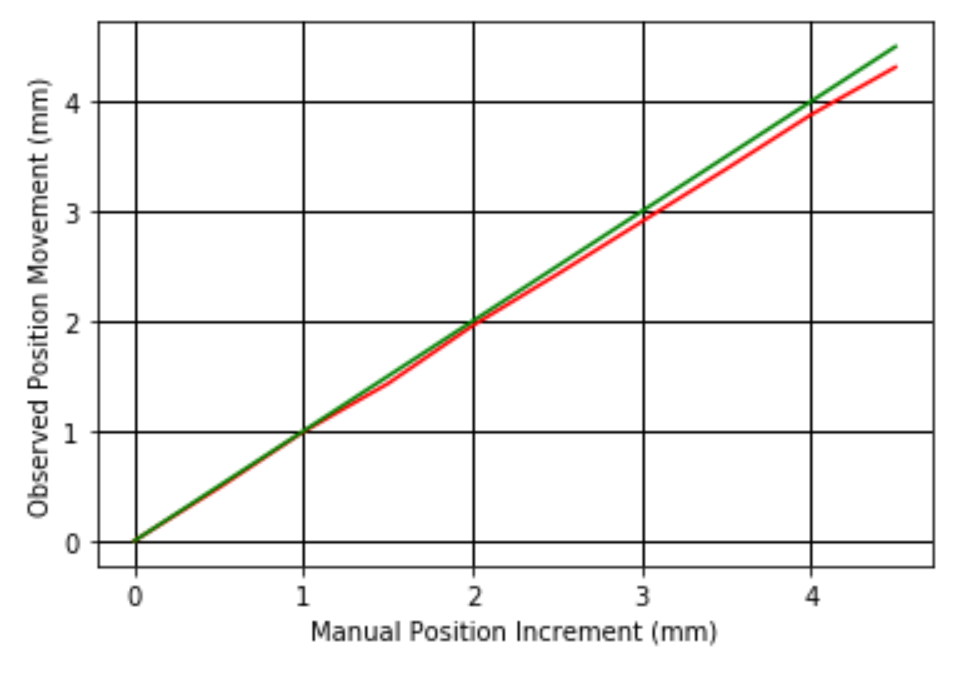 Observed Position Movement (mm)
4
3
2
1
0
0 1 2 3 4
Manual Position Increment (mm)